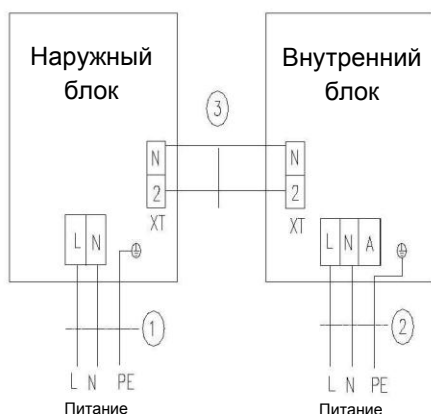 Наружный
блок
Внутренний
блок
3
N
2
XT
N
2
XT
L N
L N A
1
2
L N PE
L N PE
Питание
Питание